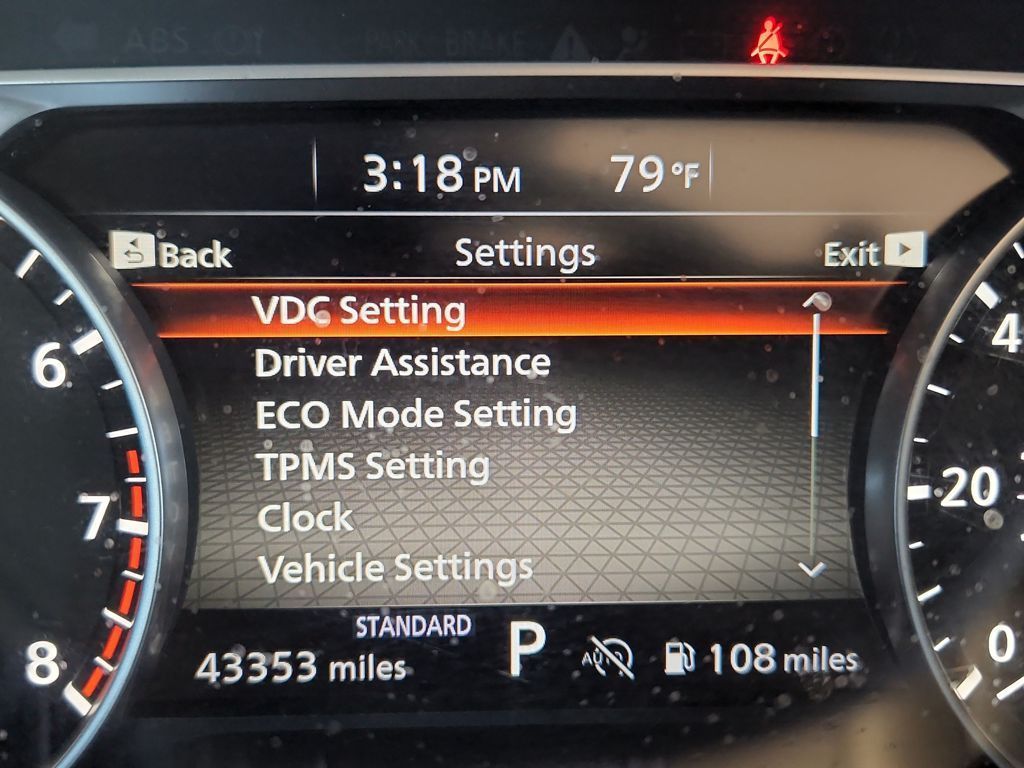 ABS
PARK BRAKE
3:18 PM 79°F
Back Settings Exit
VDC Setting
Driver Assistance
ECO Mode Setting
TPMS Setting
Clock
Vehicle Settings
STANDARD
43353 miles P AUTO 108 miles
6
7
8
4
20
0